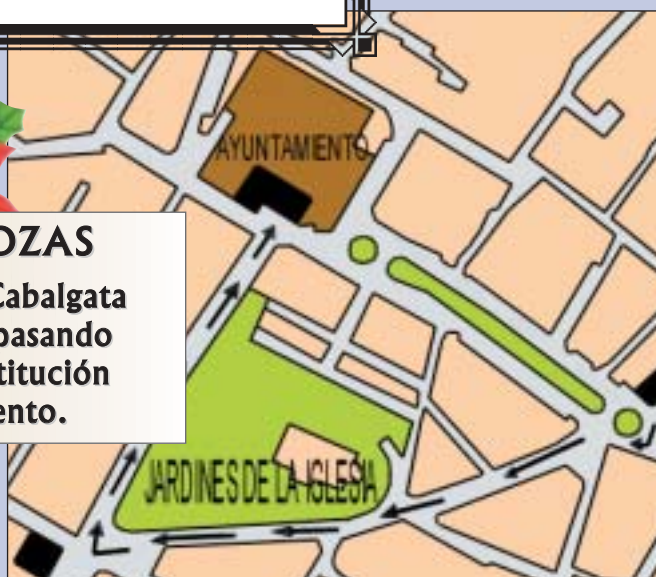 AYUNTAMIENTO
OZAS
Cabalgata
pasando
titución
ento.
JARDINES DE LA IGLESIA